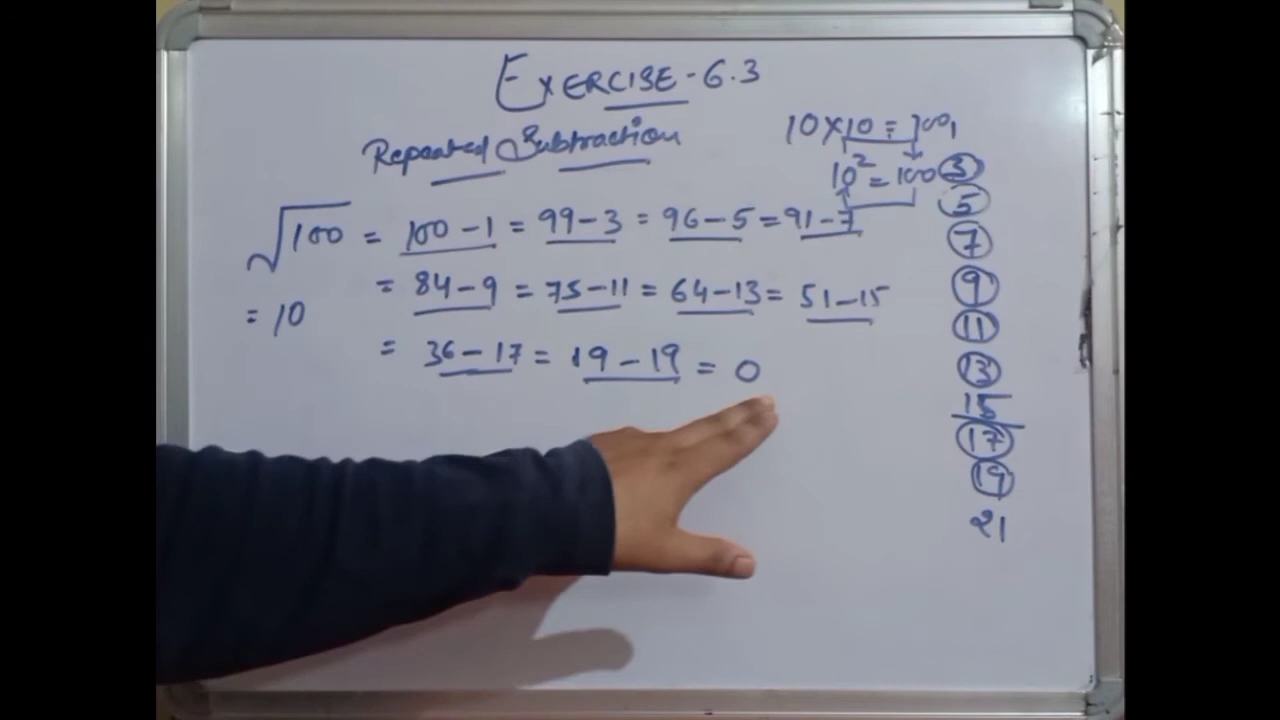 EXERCISE-6.3
Repeated Subtraction
10×10=100,
10²=100
√100 = 100-1 = 99-3 = 96-5 = 91-7
= 84-9 = 75-11 = 64-13 = 51-15
= 10
= 36-17 = 19-19 = 0
3
5
7
9
11
13
15
17
19
21